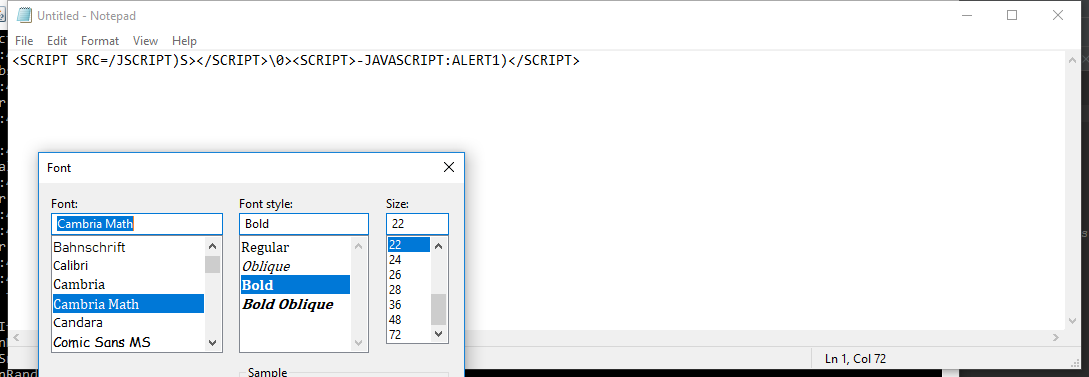 Untitled - Notepad
File Edit Format View Help
<SCRIPT SRC=/JSCRIPT)S></SCRIPT>\0><SCRIPT>-JAVASCRIPT:ALERT1)</SCRIPT>
Font
Font: Font style: Size:
Cambria Math Bold 22
Bahnschrift Regular 22
Calibri Oblique 24
Cambria Bold 26
Cambria Math Bold Oblique 28
Candara 36
Comic Sans MS 48
72
Ln 1, Col 72
Sample